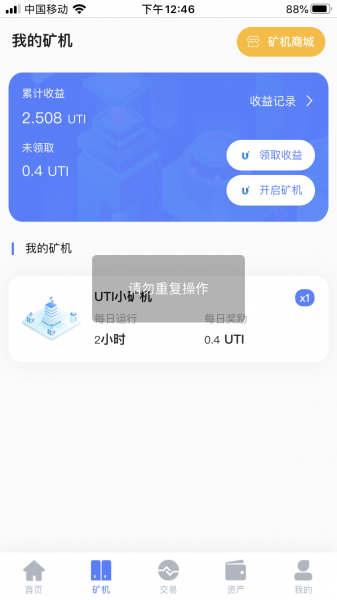 中国移动
下午12:46
88%
我的矿机
矿机商城
累计收益
收益记录
2.508 UTI
未领取
领取收益
0.4 UTI
开启矿机
我的矿机
请勿重复操作
UTI小矿机
x1
每日运行
每日奖励
2小时
0.4 UTI
首页
矿机
交易
资产
我的